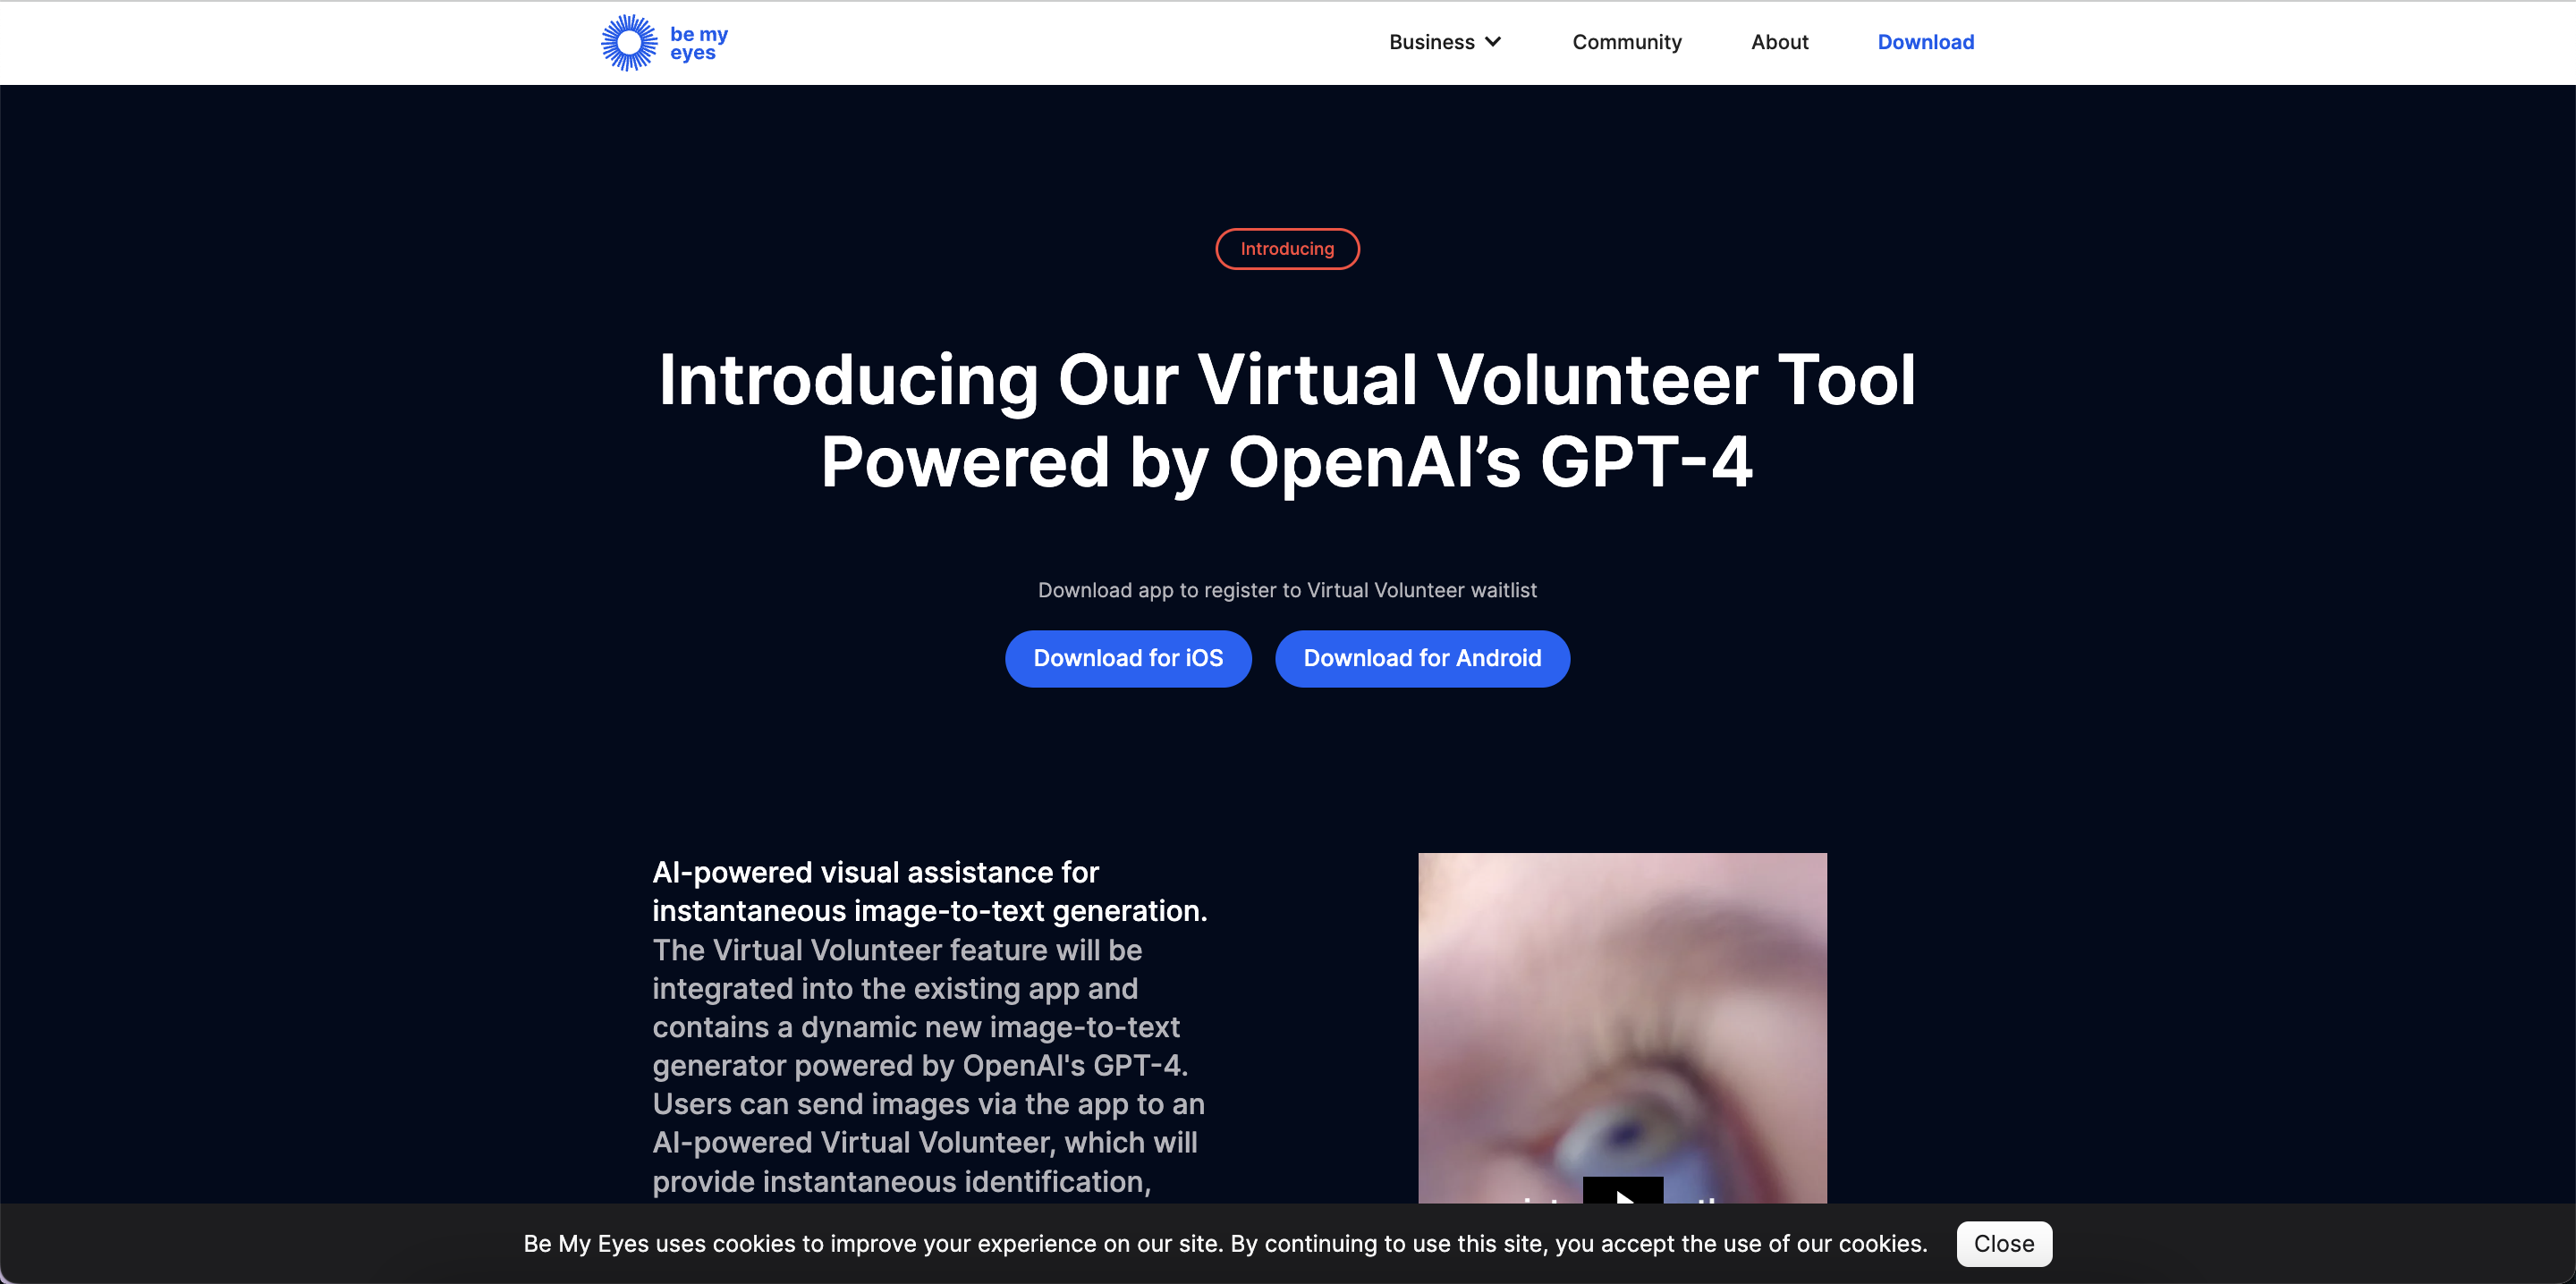 be my
eyes
Business
Community
About
Download
Introducing
Introducing Our Virtual Volunteer Tool
Powered by OpenAI’s GPT-4
Download app to register to Virtual Volunteer waitlist
Download for iOS
Download for Android
AI-powered visual assistance for
instantaneous image-to-text generation.
The Virtual Volunteer feature will be
integrated into the existing app and
contains a dynamic new image-to-text
generator powered by OpenAI's GPT-4.
Users can send images via the app to an
AI-powered Virtual Volunteer, which will
provide instantaneous identification,
Be My Eyes uses cookies to improve your experience on our site. By continuing to use this site, you accept the use of our cookies.
Close